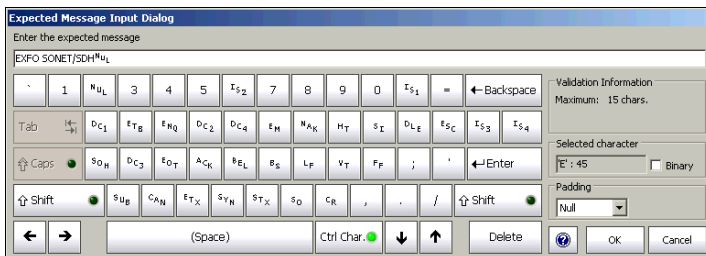 Expected Message Input Dialog
Enter the expected message
EXFO SONET/SDHNUL
` 1 NUL 3 4 5 IS2 7 8 9 0 IS1 = ←Backspace
Tab DC1 ETB ENQ DC2 DC4 EM NAK HT SI DLE ESC IS3 IS4
⇧ Caps SOH DC3 EOT ACK BEL BS LF VT FF ; ' ↵Enter
⇧ Shift SUB CAN ETX SYN STX SO CR , . / ⇧ Shift
← → (Space) Ctrl Char. ↓ ↑ Delete
Validation Information
Maximum: 15 chars.
Selected character
'E' : 45 Binary
Padding
Null
? OK Cancel